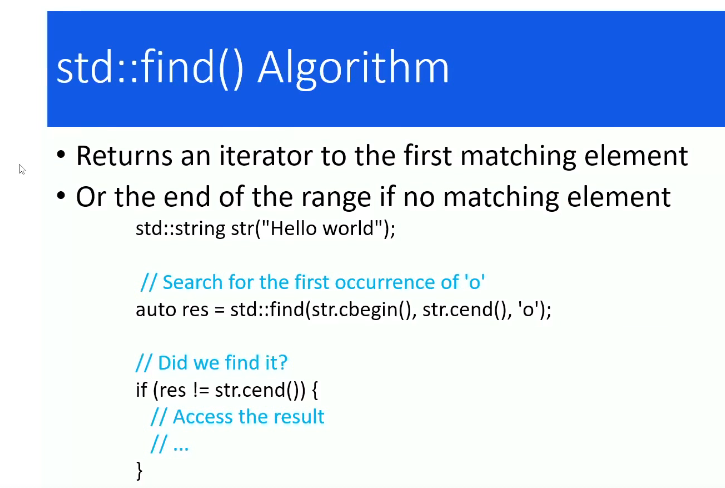 std::find() Algorithm
• Returns an iterator to the first matching element
• Or the end of the range if no matching element
std::string str("Hello world");
// Search for the first occurrence of 'o'
auto res = std::find(str.cbegin(), str.cend(), 'o');
// Did we find it?
if (res != str.cend()) {
// Access the result
// ...
}